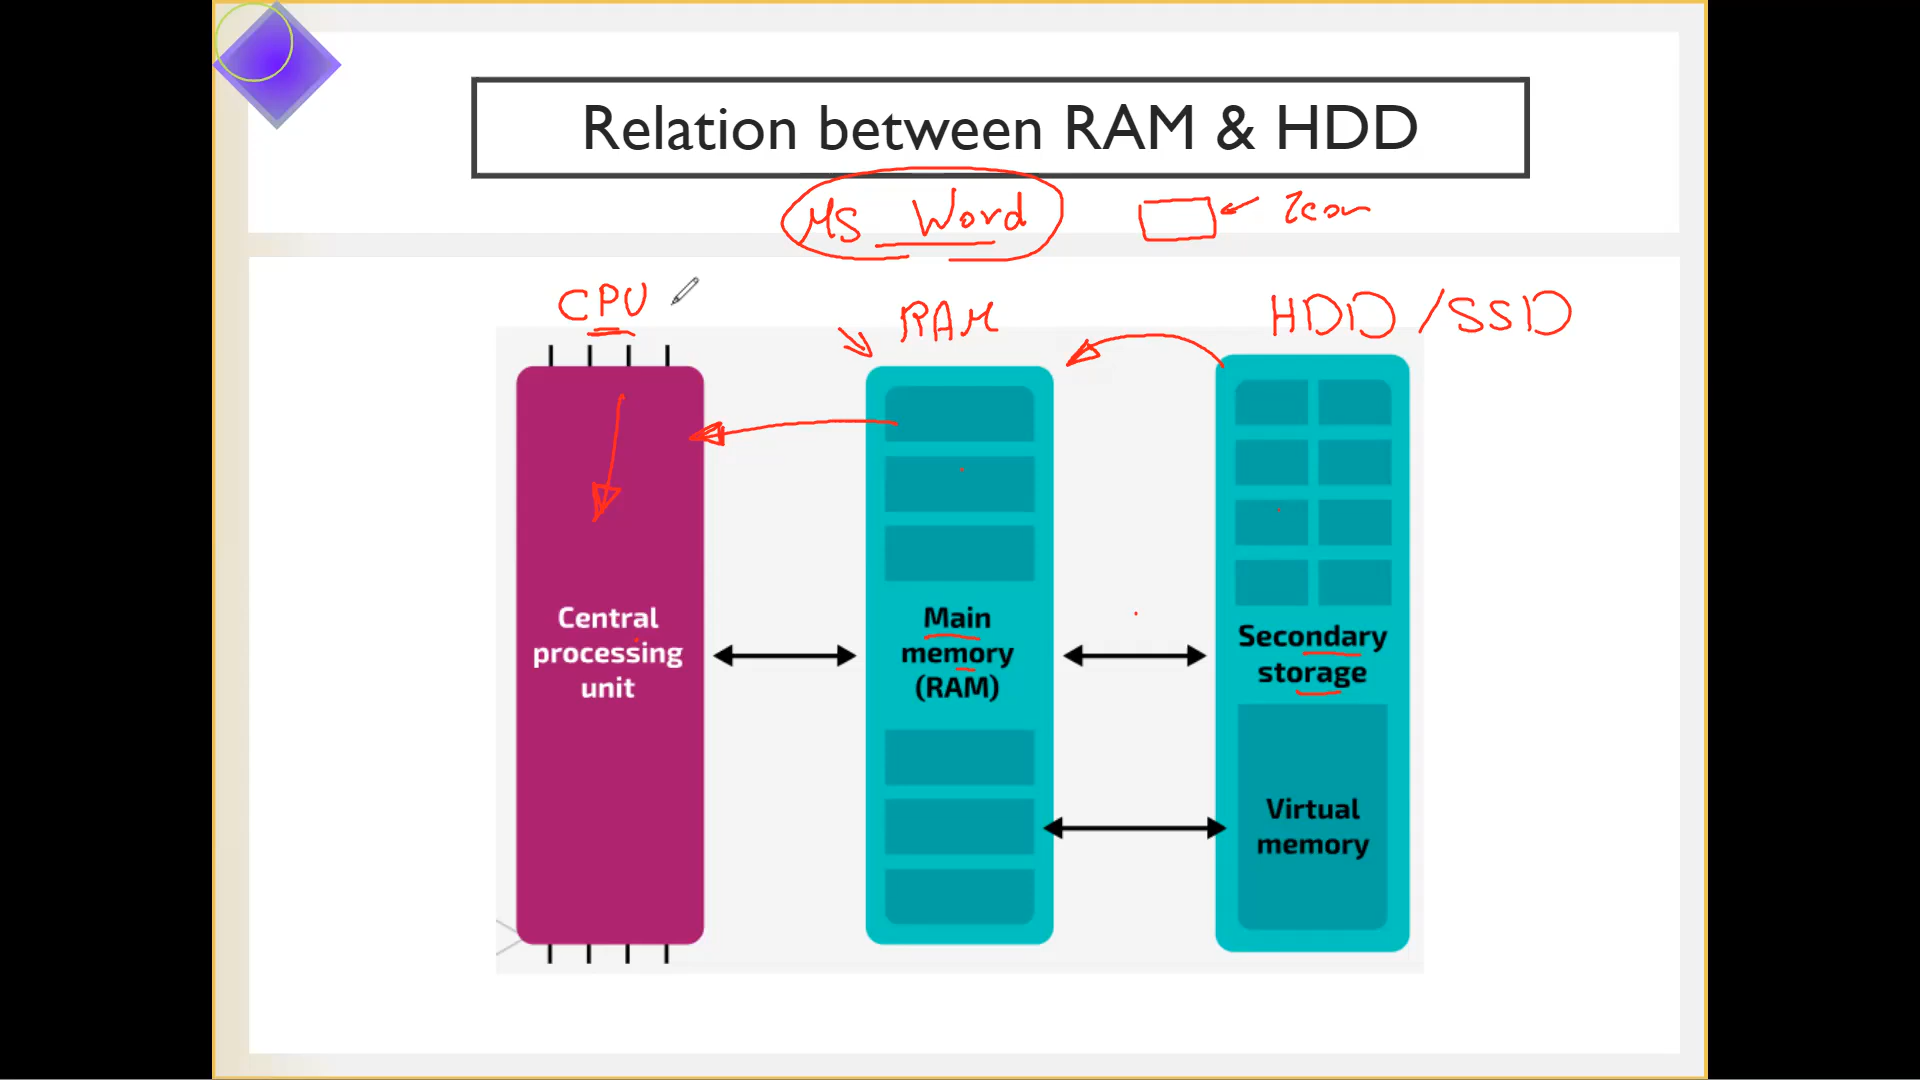 Relation between RAM & HDD
MS Word
Icon
CPU
RAM
HDD/SSD
Central
processing
unit
Main
memory
(RAM)
Secondary
storage
Virtual
memory